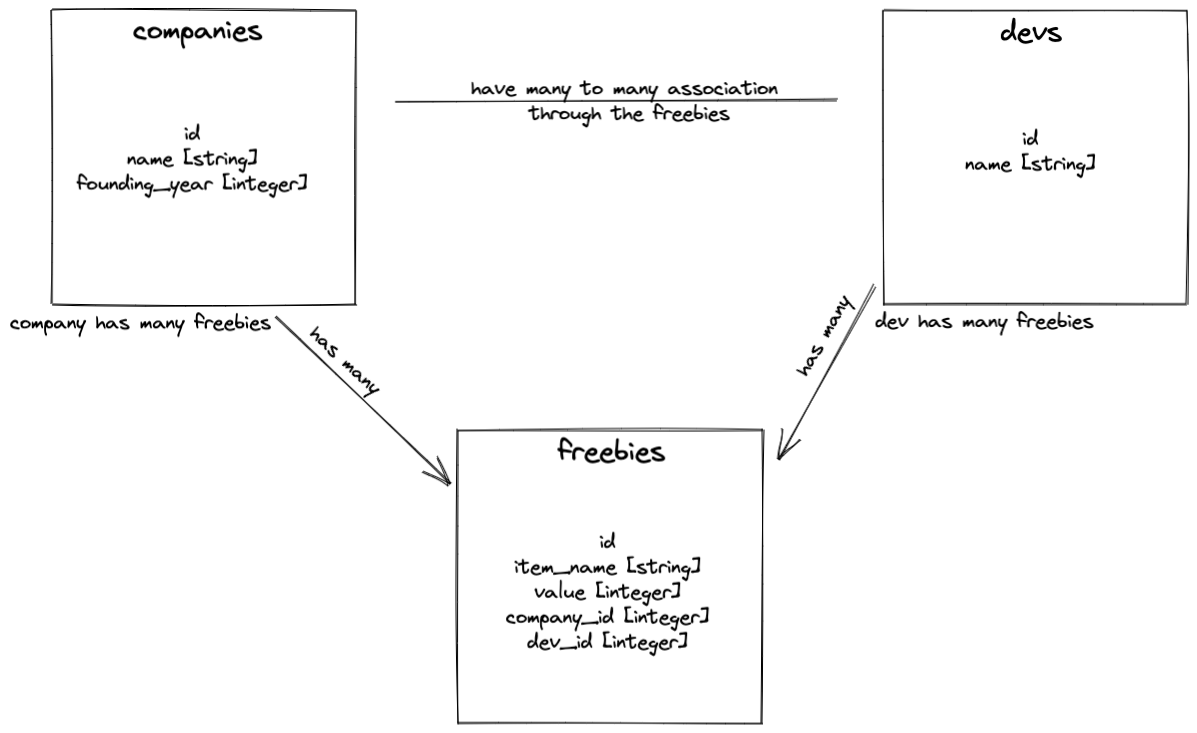 companies
id
name [string]
founding_year [integer]
company has many freebies
have many to many association
through the freebies
devs
id
name [string]
dev has many freebies
has many
has many
freebies
id
item_name [string]
value [integer]
company_id [integer]
dev_id [integer]